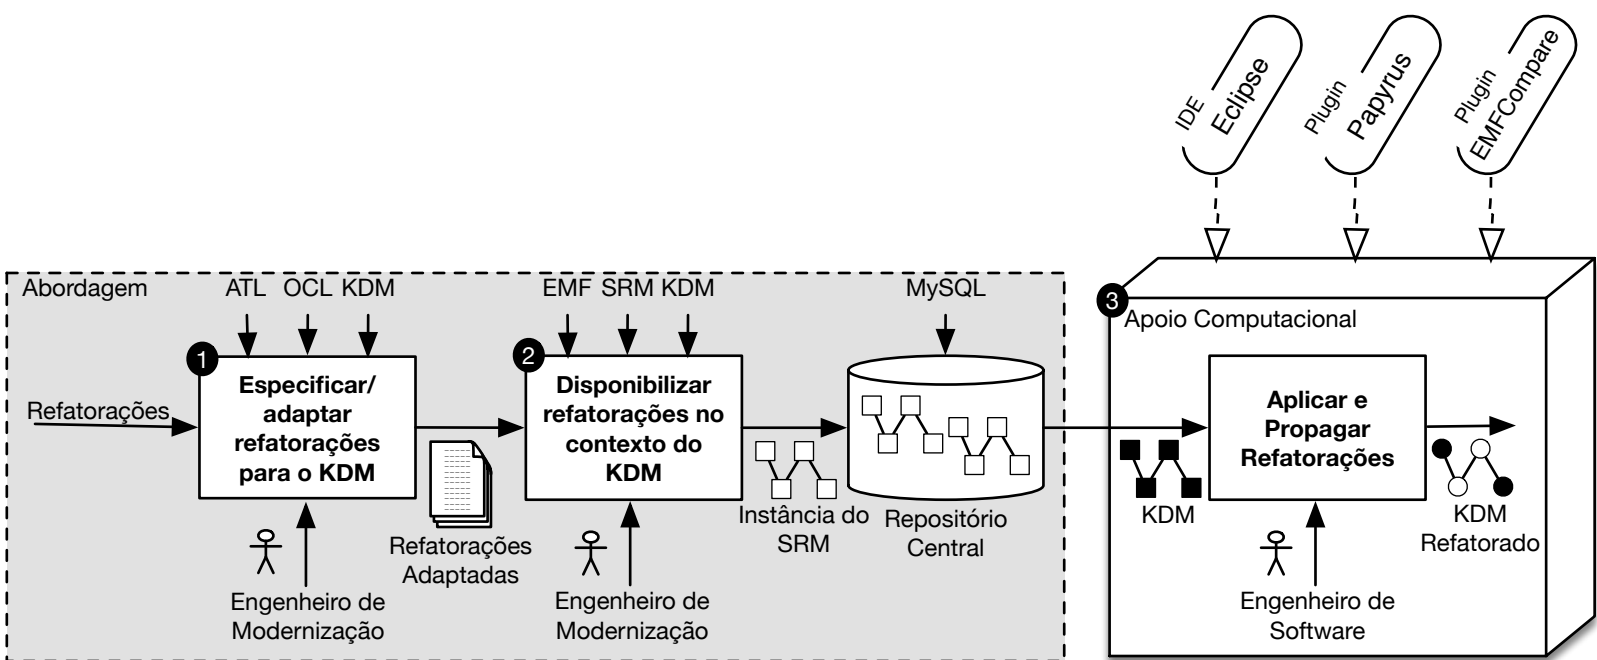 IDE
Eclipse
Plugin
Papyrus
Plugin
EMFCompare
Abordagem
ATL OCL KDM
EMF SRM KDM
MySQL
3
Apoio Computacional
1
Especificar/
adaptar
refatorações
para o KDM
2
Disponibilizar
refatorações no
contexto do
KDM
Aplicar e
Propagar
Refatorações
Refatorações
Refatorações
Adaptadas
Instância do
SRM
Repositório
Central
KDM
KDM
Refatorado
Engenheiro de
Modernização
Engenheiro de
Modernização
Engenheiro de
Software